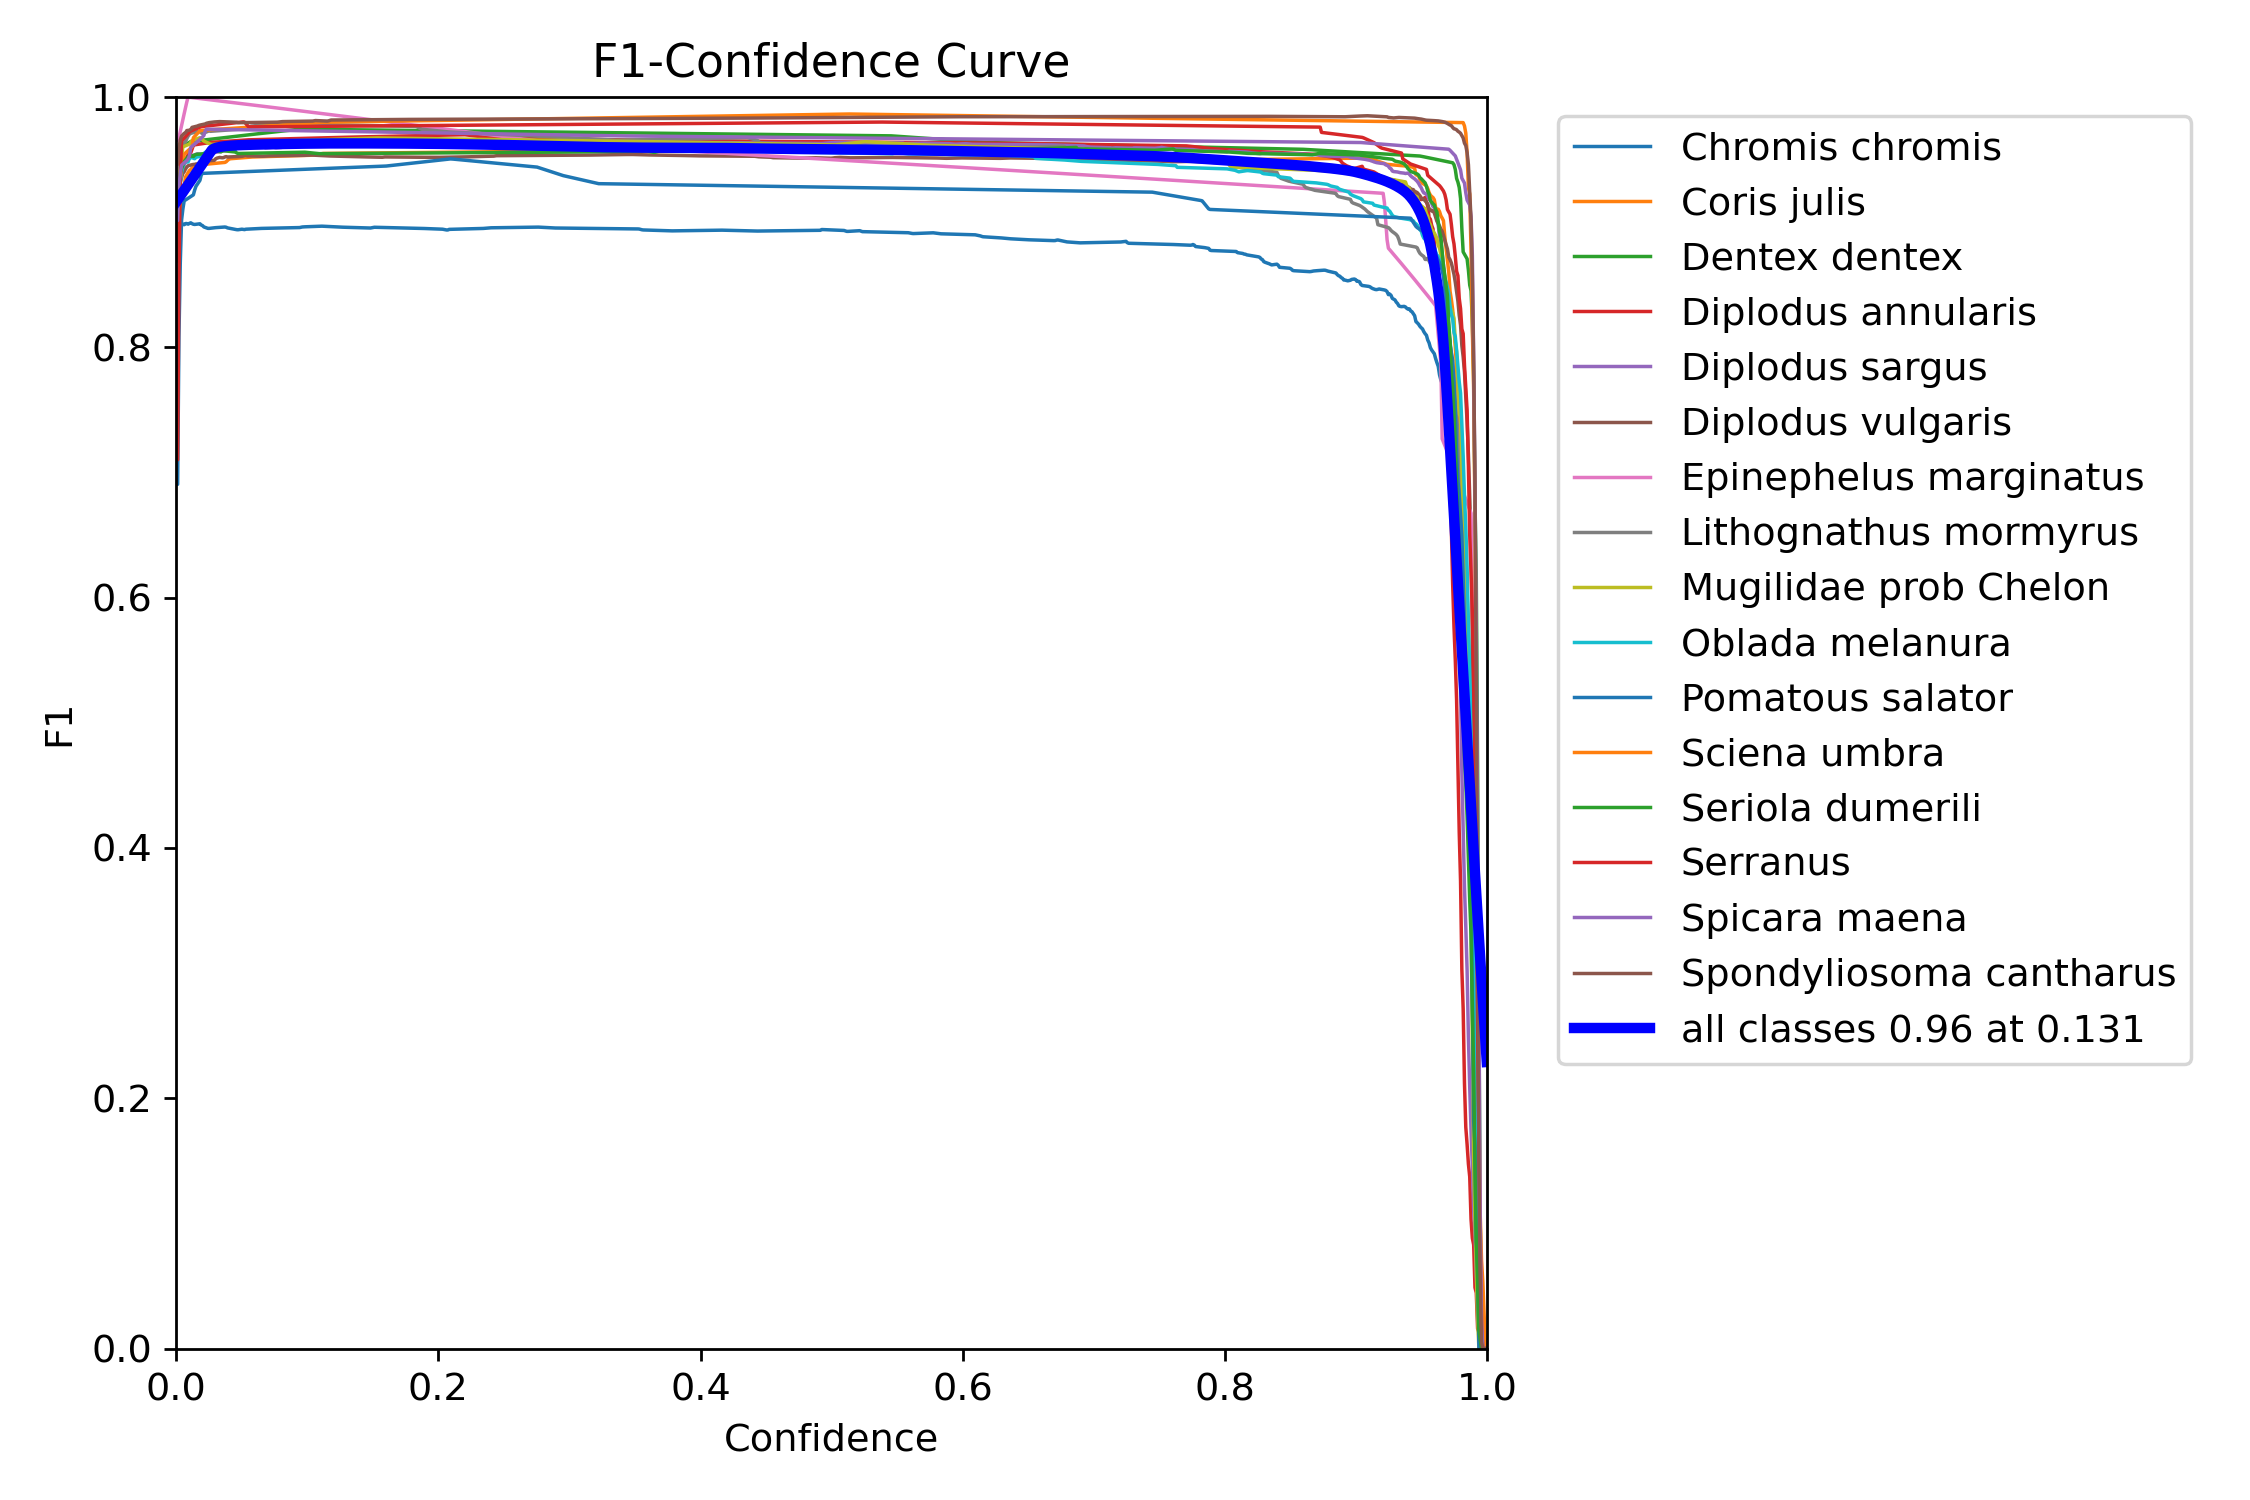 F1-Confidence Curve
1.0
0.8
0.6
0.4
0.2
0.0
F1
0.0 0.2 0.4 0.6 0.8 1.0
Confidence
Chromis chromis
Coris julis
Dentex dentex
Diplodus annularis
Diplodus sargus
Diplodus vulgaris
Epinephelus marginatus
Lithognathus mormyrus
Mugilidae prob Chelon
Oblada melanura
Pomatous salator
Sciena umbra
Seriola dumerili
Serranus
Spicara maena
Spondyliosoma cantharus
all classes 0.96 at 0.131